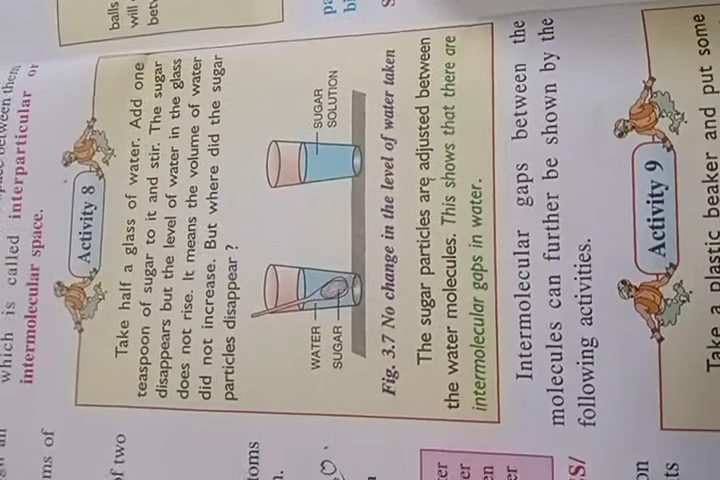 which is called interparticular or
intermolecular space.
Activity 8
Take half a glass of water. Add one
teaspoon of sugar to it and stir. The sugar
disappears but the level of water in the glass
does not rise. It means the volume of water
did not increase. But where did the sugar
particles disappear ?
WATER
SUGAR
SUGAR
SOLUTION
Fig. 3.7 No change in the level of water taken
The sugar particles are adjusted between
the water molecules. This shows that there are
intermolecular gaps in water.
Intermolecular gaps between the
molecules can further be shown by the
following activities.
Activity 9
Take a plastic beaker and put some
balls
will
ms of
of two